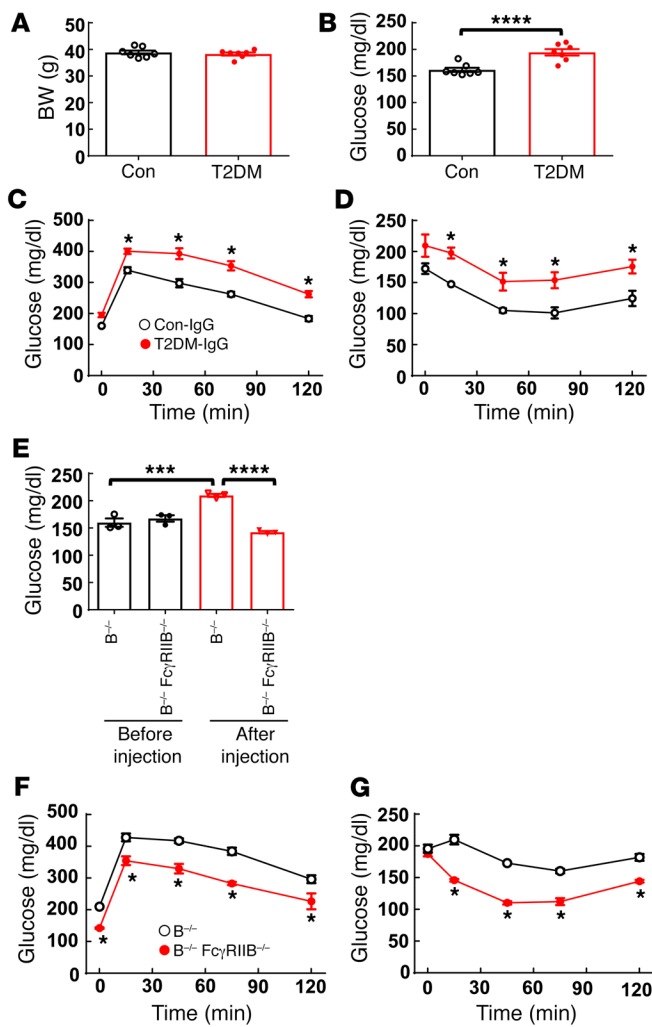 A
BW (g)
50
40
30
20
10
0
Con
T2DM
B
Glucose (mg/dl)
250
200
150
100
50
0
****
Con
T2DM
C
Glucose (mg/dl)
500
400
300
200
100
0
* * * *
Con-IgG
T2DM-IgG
0 30 60 90 120
Time (min)
D
Glucose (mg/dl)
250
200
150
100
50
0
* * * *
0 30 60 90 120
Time (min)
E
Glucose (mg/dl)
250
200
150
100
50
0
*** ****
B⁻/⁻
B⁻/⁻ FcγRIIB⁻/⁻
B⁻/⁻
B⁻/⁻ FcγRIIB⁻/⁻
Before
injection
After
injection
F
Glucose (mg/dl)
500
400
300
200
100
0
* * * * *
B⁻/⁻
B⁻/⁻ FcγRIIB⁻/⁻
0 30 60 90 120
Time (min)
G
Glucose (mg/dl)
250
200
150
100
50
0
* * * *
0 30 60 90 120
Time (min)